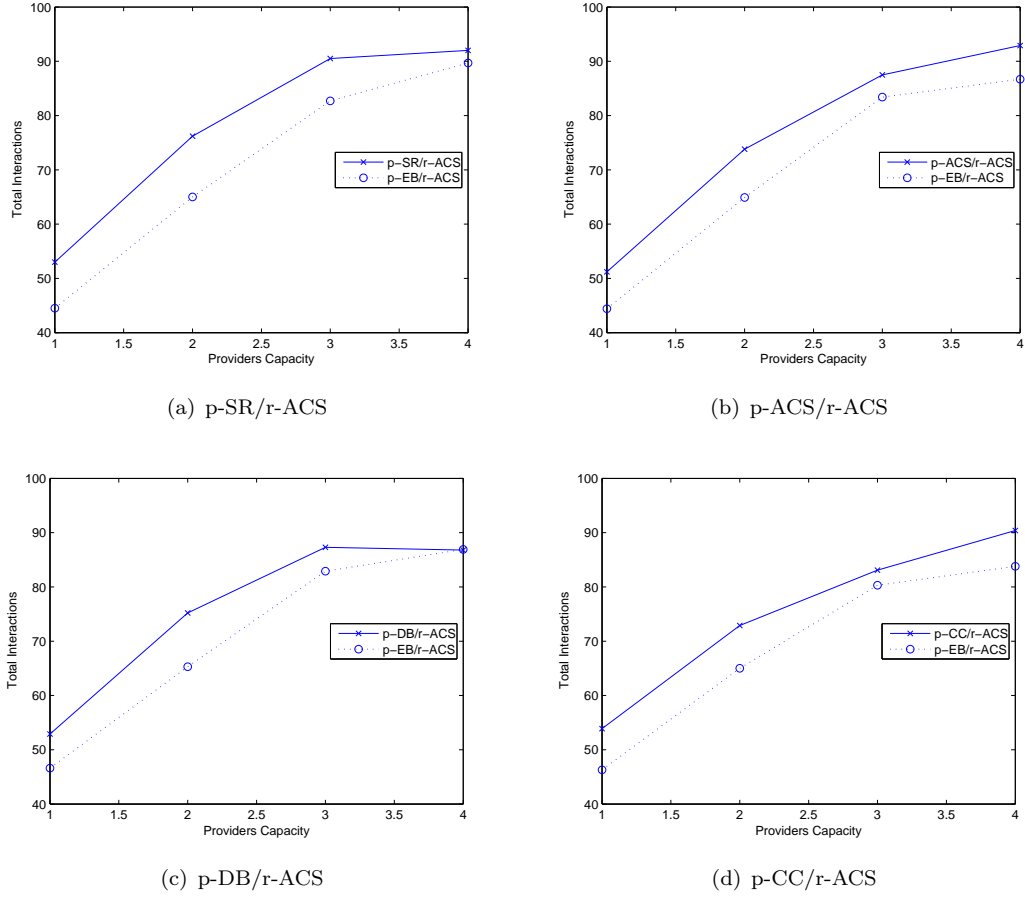 100
90
80
70
60
50
40
Total Interactions
p-SR/r-ACS
p-EB/r-ACS
1 1.5 2 2.5 3 3.5 4
Providers Capacity
(a) p-SR/r-ACS
100
90
80
70
60
50
40
Total Interactions
p-ACS/r-ACS
p-EB/r-ACS
1 1.5 2 2.5 3 3.5 4
Providers Capacity
(b) p-ACS/r-ACS
100
90
80
70
60
50
40
Total Interactions
p-DB/r-ACS
p-EB/r-ACS
1 1.5 2 2.5 3 3.5 4
Providers Capacity
(c) p-DB/r-ACS
100
90
80
70
60
50
40
Total Interactions
p-CC/r-ACS
p-EB/r-ACS
1 1.5 2 2.5 3 3.5 4
Providers Capacity
(d) p-CC/r-ACS